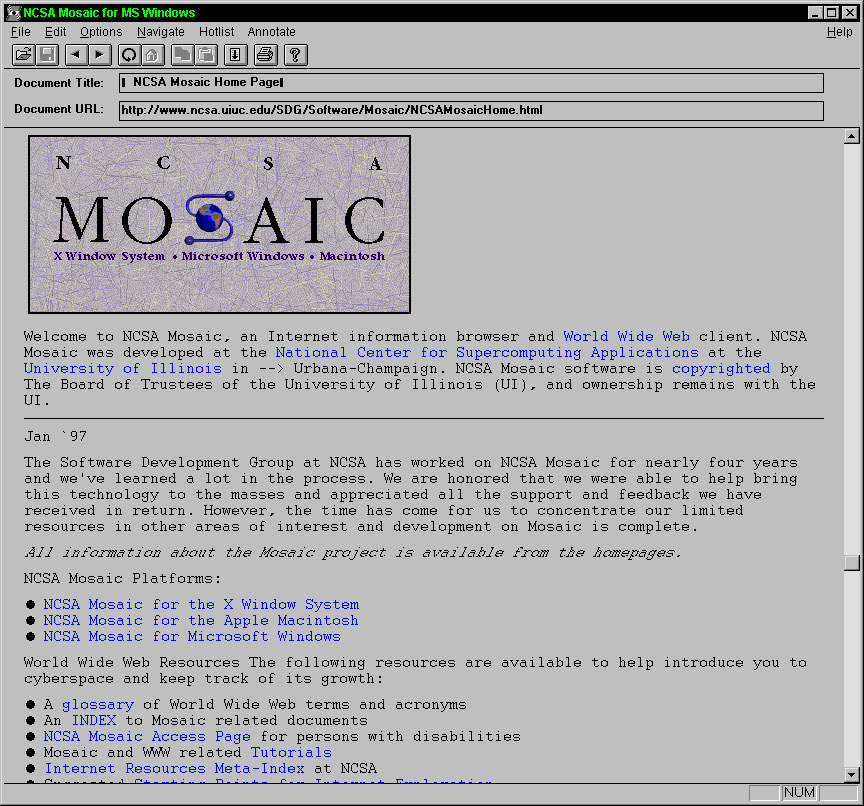 NCSA Mosaic for MS Windows
File Edit Options Navigate Hotlist Annotate Help
Document Title: NCSA Mosaic Home Page
Document URL: http://www.ncsa.uiuc.edu/SDG/Software/Mosaic/NCSAMosaicHome.html
N C S A
MOSAIC
X Window System • Microsoft Windows • Macintosh
Welcome to NCSA Mosaic, an Internet information browser and World Wide Web client. NCSA
Mosaic was developed at the National Center for Supercomputing Applications at the
University of Illinois in --> Urbana-Champaign. NCSA Mosaic software is copyrighted by
The Board of Trustees of the University of Illinois (UI), and ownership remains with the
UI.
Jan `97
The Software Development Group at NCSA has worked on NCSA Mosaic for nearly four years
and we've learned a lot in the process. We are honored that we were able to help bring
this technology to the masses and appreciated all the support and feedback we have
received in return. However, the time has come for us to concentrate our limited
resources in other areas of interest and development on Mosaic is complete.
All information about the Mosaic project is available from the homepages.
NCSA Mosaic Platforms:
● NCSA Mosaic for the X Window System
● NCSA Mosaic for the Apple Macintosh
● NCSA Mosaic for Microsoft Windows
World Wide Web Resources The following resources are available to help introduce you to
cyberspace and keep track of its growth:
● A glossary of World Wide Web terms and acronyms
● An INDEX to Mosaic related documents
● NCSA Mosaic Access Page for persons with disabilities
● Mosaic and WWW related Tutorials
● Internet Resources Meta-Index at NCSA
● Suggested Starting Points for Internet Exploration
NUM